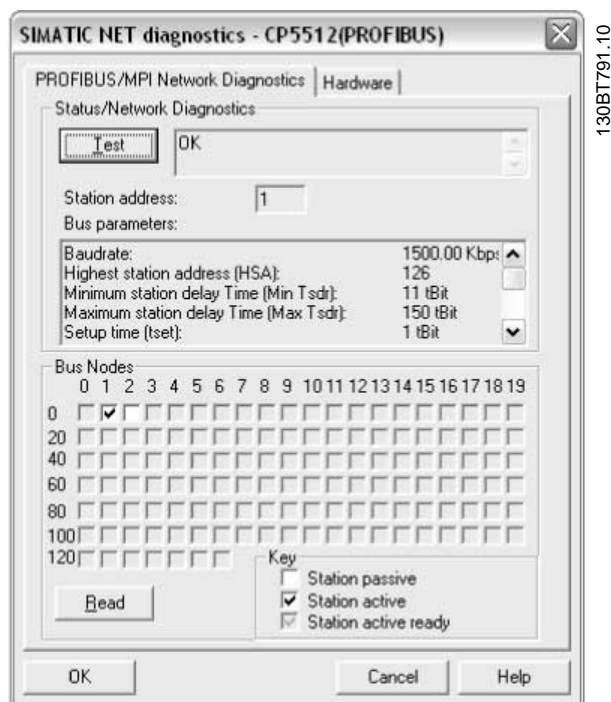 SIMATIC NET diagnostics - CP5512(PROFIBUS)
130BT791.10
PROFIBUS/MPI Network Diagnostics Hardware
Status/Network Diagnostics
Test OK
Station address: 1
Bus parameters:
Baudrate: 1500.00 Kbps
Highest station address (HSA): 126
Minimum station delay Time (Min Tsdr): 11 tBit
Maximum station delay Time (Max Tsdr): 150 tBit
Setup time (tset): 1 tBit
Bus Nodes
0 1 2 3 4 5 6 7 8 9 10 11 12 13 14 15 16 17 18 19
0
20
40
60
80
100
120
Key
Station passive
Read
Station active
Station active ready
OK Cancel Help